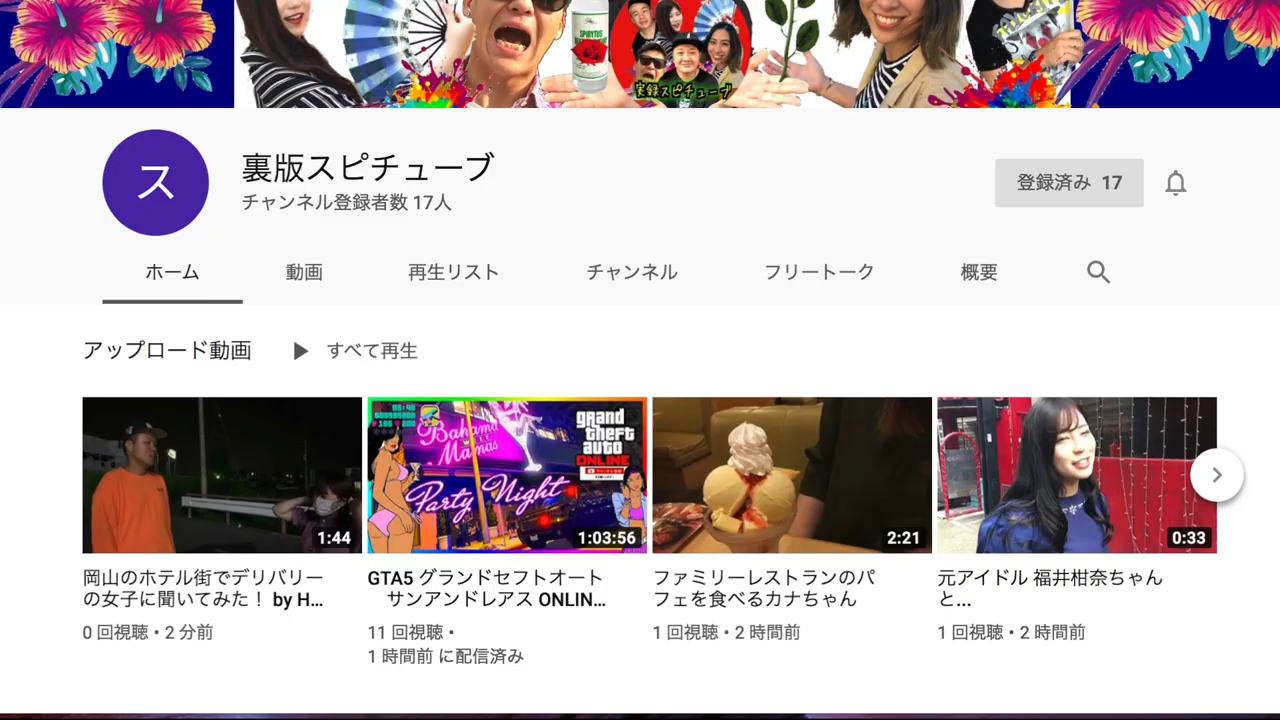 SPIRYTUS
実録スピチューブ
ス
裏版スピチューブ
チャンネル登録者数 17人
登録済み 17
ホーム
動画
再生リスト
チャンネル
フリートーク
概要
アップロード動画
すべて再生
1:44
Bahama
Mamas
Party Night
grand
theft
auto
ONLINE
1:03:56
2:21
0:33
岡山のホテル街でデリバリー
の女子に聞いてみた！ by H...
0 回視聴・2 分前
GTA5 グランドセフトオート
サンアンドレアス ONLIN...
11 回視聴・
1 時間前 に配信済み
ファミリーレストランのパ
フェを食べるカナちゃん
1 回視聴・2 時間前
元アイドル 福井柑奈ちゃん
と...
1 回視聴・2 時間前